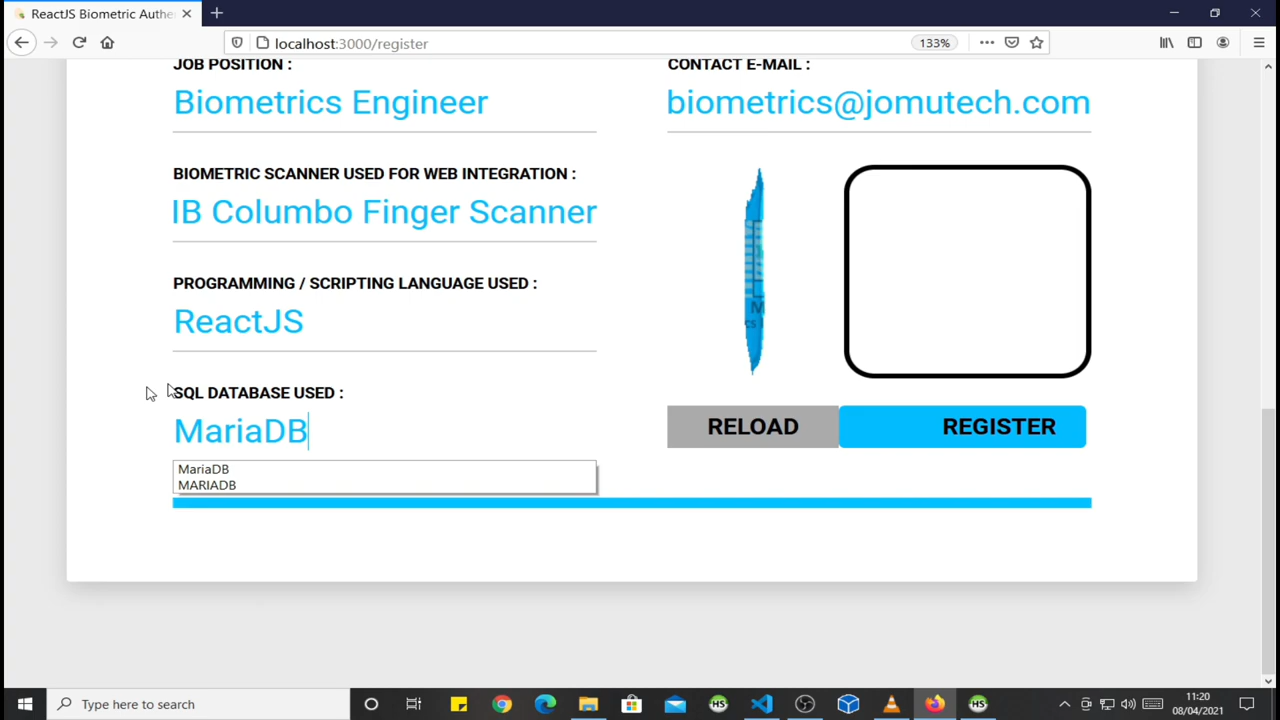 ReactJS Biometric Authe
localhost:3000/register
133%
JOB POSITION :
Biometrics Engineer
CONTACT E-MAIL :
biometrics@jomutech.com
BIOMETRIC SCANNER USED FOR WEB INTEGRATION :
IB Columbo Finger Scanner
PROGRAMMING / SCRIPTING LANGUAGE USED :
ReactJS
SQL DATABASE USED :
MariaDB
MariaDB
MARIADB
RELOAD
REGISTER
Type here to search
HS
HS
11:20
08/04/2021